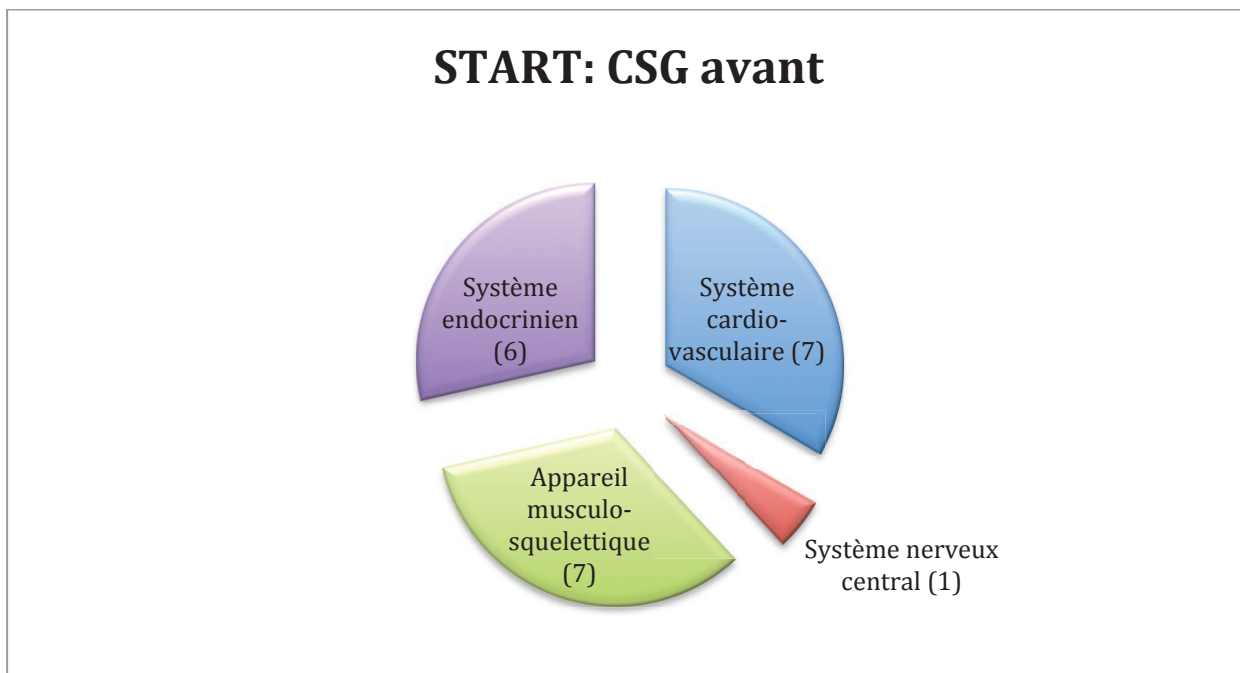 START: CSG avant
Système
endocrinien
(6)
Système
cardio-
vasculaire (7)
Appareil
musculo-
squelettique
(7)
Système nerveux
central (1)